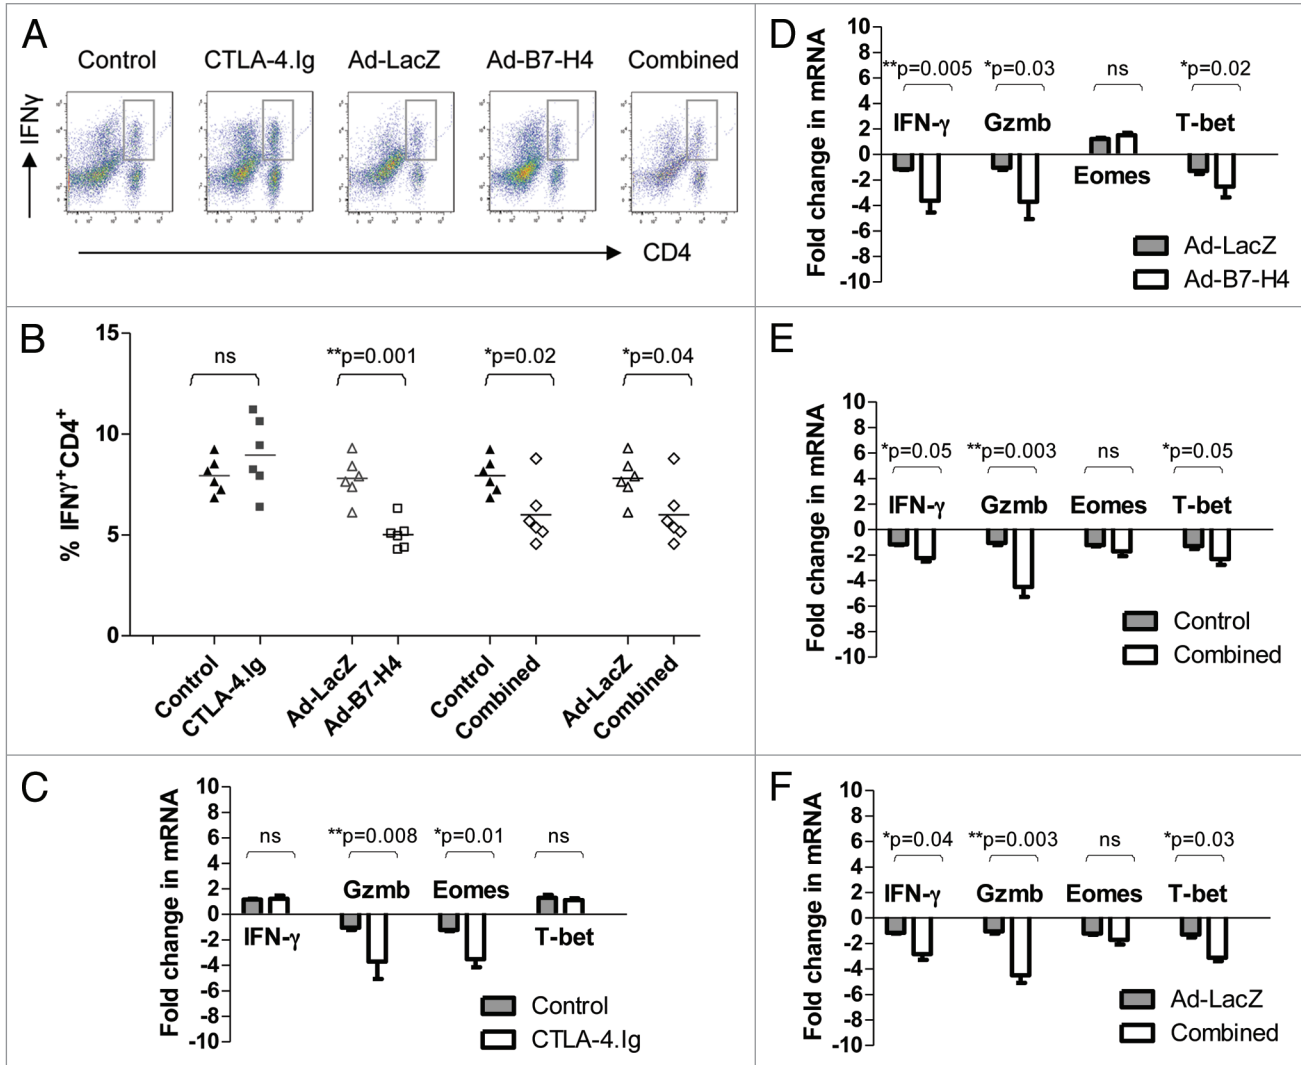 A
Control CTLA-4.Ig Ad-LacZ Ad-B7-H4 Combined
IFNγ
CD4
B
% IFNγ+CD4+
15
10
5
0
ns **p=0.001 *p=0.02 *p=0.04
Control CTLA-4.Ig Ad-LacZ Ad-B7-H4 Control Combined Ad-LacZ Combined
C
Fold change in mRNA
10
8
6
4
2
0
-2
-4
-6
-8
-10
ns **p=0.008 *p=0.01 ns
Gzmb Eomes
IFN-γ T-bet
Control
CTLA-4.Ig
D
Fold change in mRNA
10
8
6
4
2
0
-2
-4
-6
-8
-10
**p=0.005 *p=0.03 ns *p=0.02
IFN-γ Gzmb T-bet
Eomes
Ad-LacZ
Ad-B7-H4
E
Fold change in mRNA
10
8
6
4
2
0
-2
-4
-6
-8
-10
*p=0.05 **p=0.003 ns *p=0.05
IFN-γ Gzmb Eomes T-bet
Control
Combined
F
Fold change in mRNA
10
8
6
4
2
0
-2
-4
-6
-8
-10
*p=0.04 **p=0.003 ns *p=0.03
IFN-γ Gzmb Eomes T-bet
Ad-LacZ
Combined